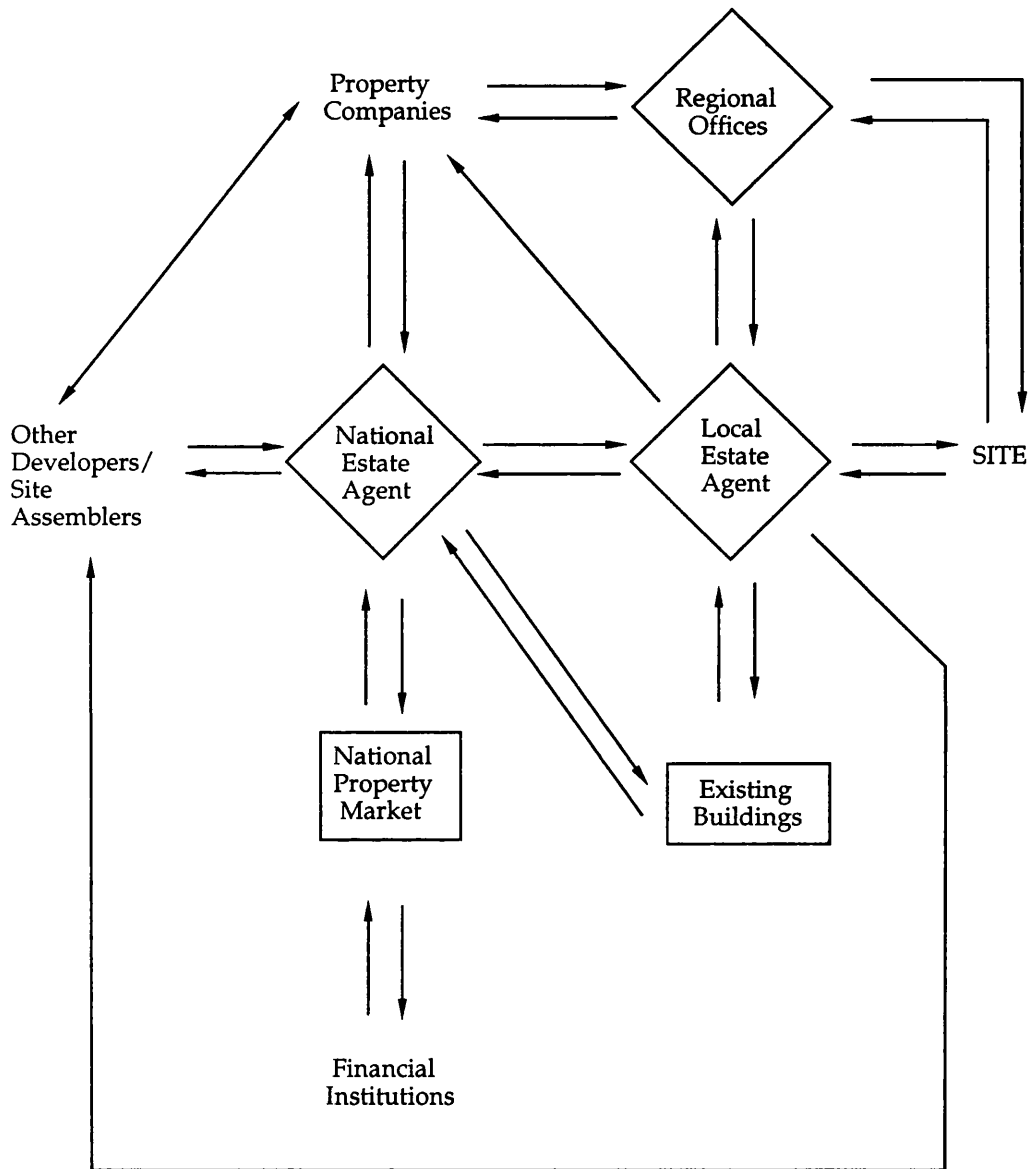 Property
Companies
Regional
Offices
Other
Developers/
Site
Assemblers
National
Estate
Agent
Local
Estate
Agent
SITE
National
Property
Market
Existing
Buildings
Financial
Institutions